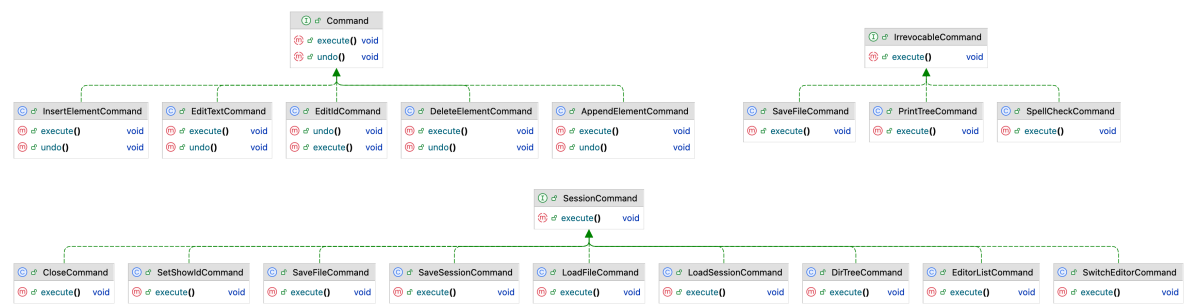 Command
execute() void
undo() void
IrrevocableCommand
execute() void
InsertElementCommand
execute() void
undo() void
EditTextCommand
execute() void
undo() void
EditIdCommand
undo() void
execute() void
DeleteElementCommand
execute() void
undo() void
AppendElementCommand
execute() void
undo() void
SaveFileCommand
execute() void
PrintTreeCommand
execute() void
SpellCheckCommand
execute() void
SessionCommand
execute() void
CloseCommand
execute() void
SetShowIdCommand
execute() void
SaveFileCommand
execute() void
SaveSessionCommand
execute() void
LoadFileCommand
execute() void
LoadSessionCommand
execute() void
DirTreeCommand
execute() void
EditorListCommand
execute() void
SwitchEditorCommand
execute() void